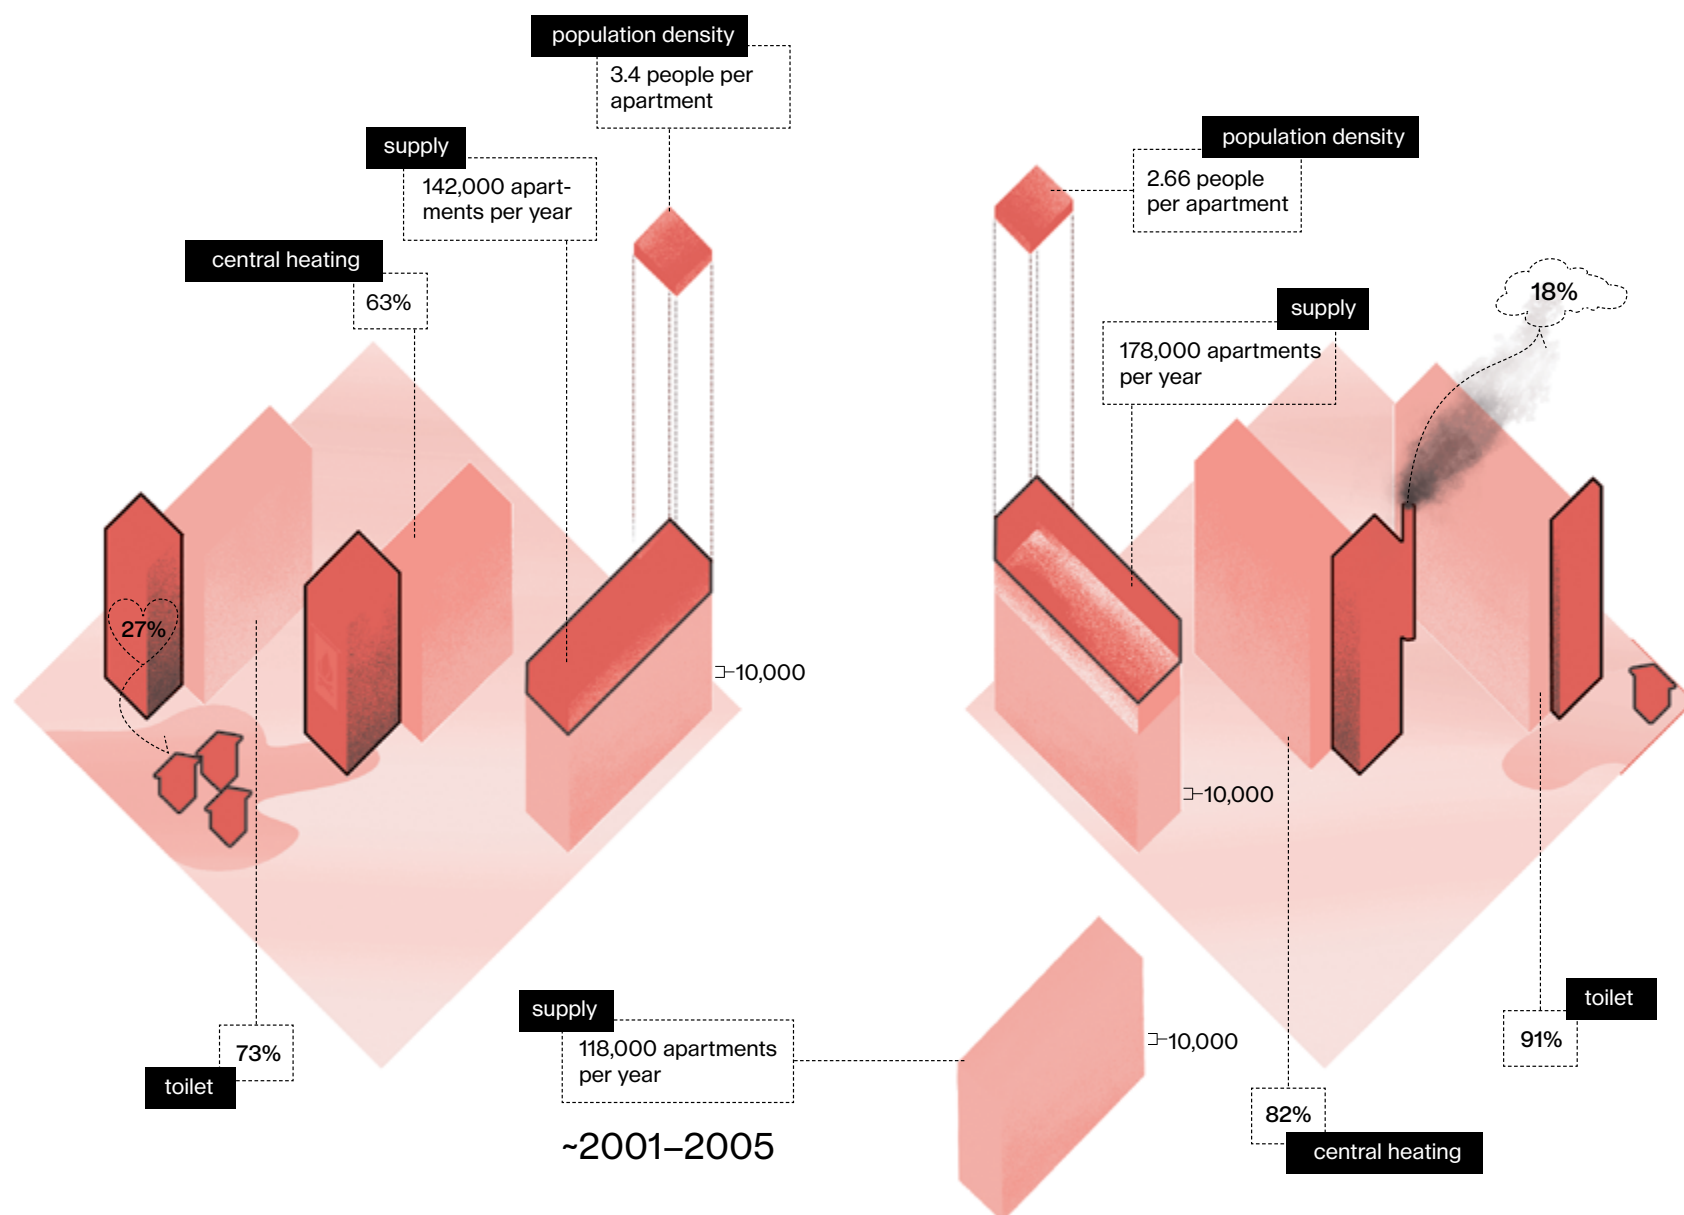 population density
3.4 people per
apartment
supply
142,000 apart-
ments per year
central heating
63%
27%
10,000
73%
toilet
population density
2.66 people
per apartment
18%
supply
178,000 apartments
per year
10,000
toilet
91%
82%
central heating
supply
118,000 apartments
per year
10,000
~2001–2005